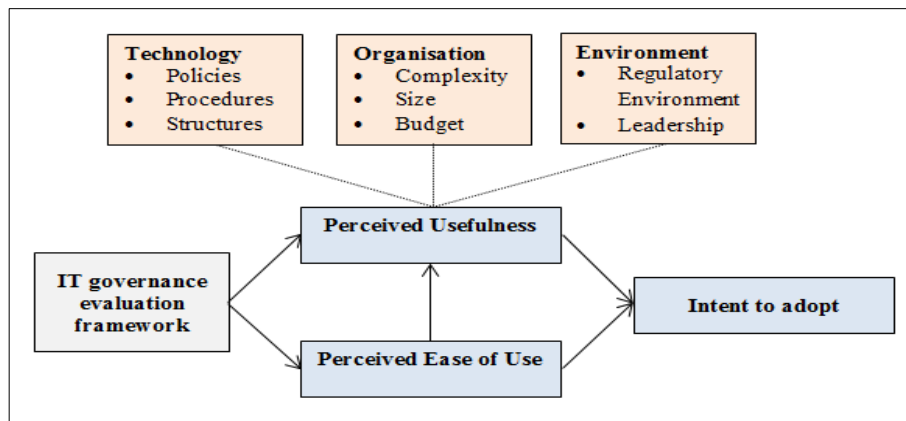 Technology
• Policies
• Procedures
• Structures
Organisation
• Complexity
• Size
• Budget
Environment
• Regulatory
Environment
• Leadership
Perceived Usefulness
IT governance
evaluation
framework
Intent to adopt
Perceived Ease of Use